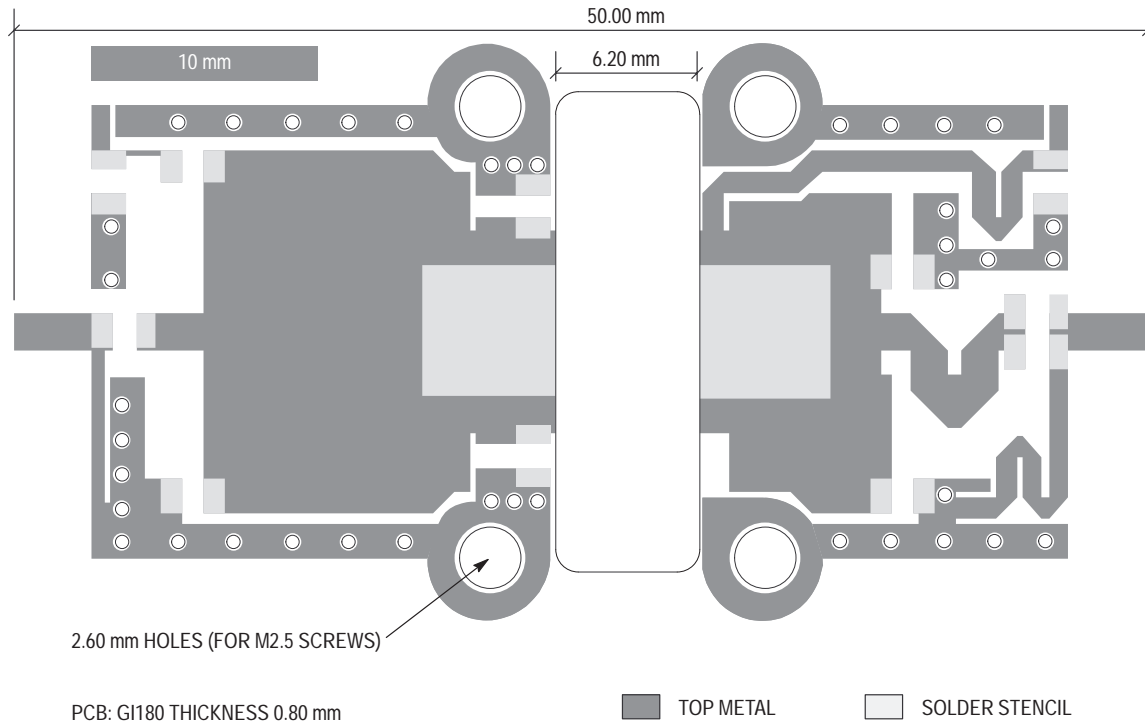 50.00 mm
10 mm
6.20 mm
2.60 mm HOLES (FOR M2.5 SCREWS)
PCB: GI180 THICKNESS 0.80 mm
TOP METAL
SOLDER STENCIL